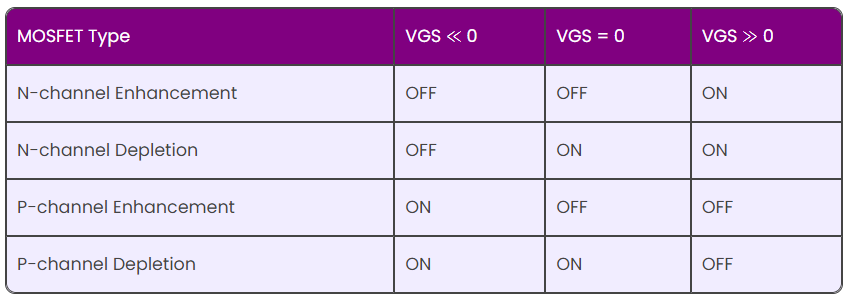 MOSFET Type VGS ≪ 0 VGS = 0 VGS ≫ 0
N-channel Enhancement OFF OFF ON
N-channel Depletion OFF ON ON
P-channel Enhancement ON OFF OFF
P-channel Depletion ON ON OFF